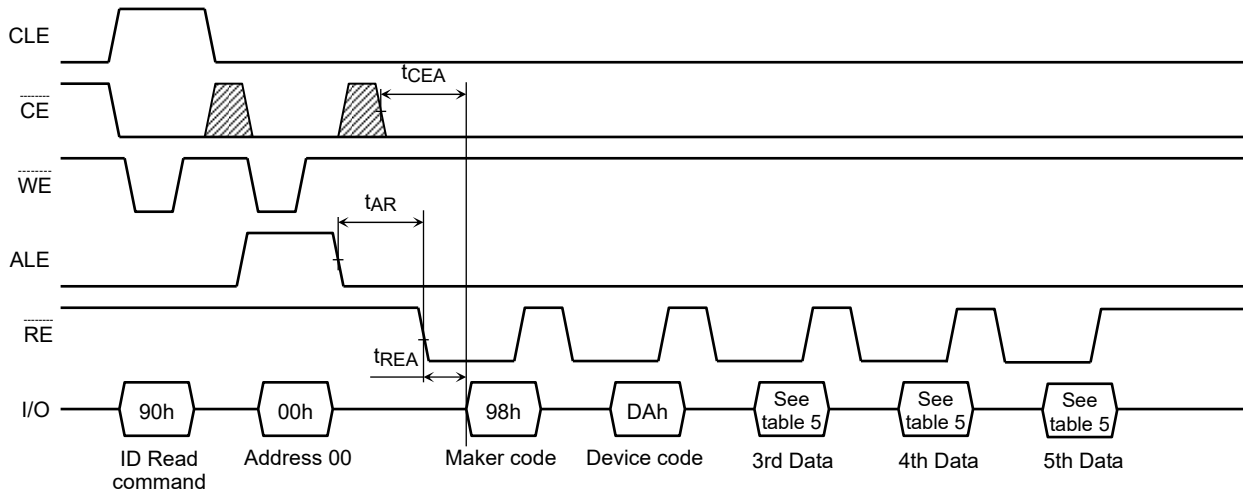 CLE
tCEA
CE
WE
tAR
ALE
RE
tREA
I/O
90h
00h
98h
DAh
See
table 5
See
table 5
See
table 5
ID Read
command
Address 00
Maker code
Device code
3rd Data
4th Data
5th Data